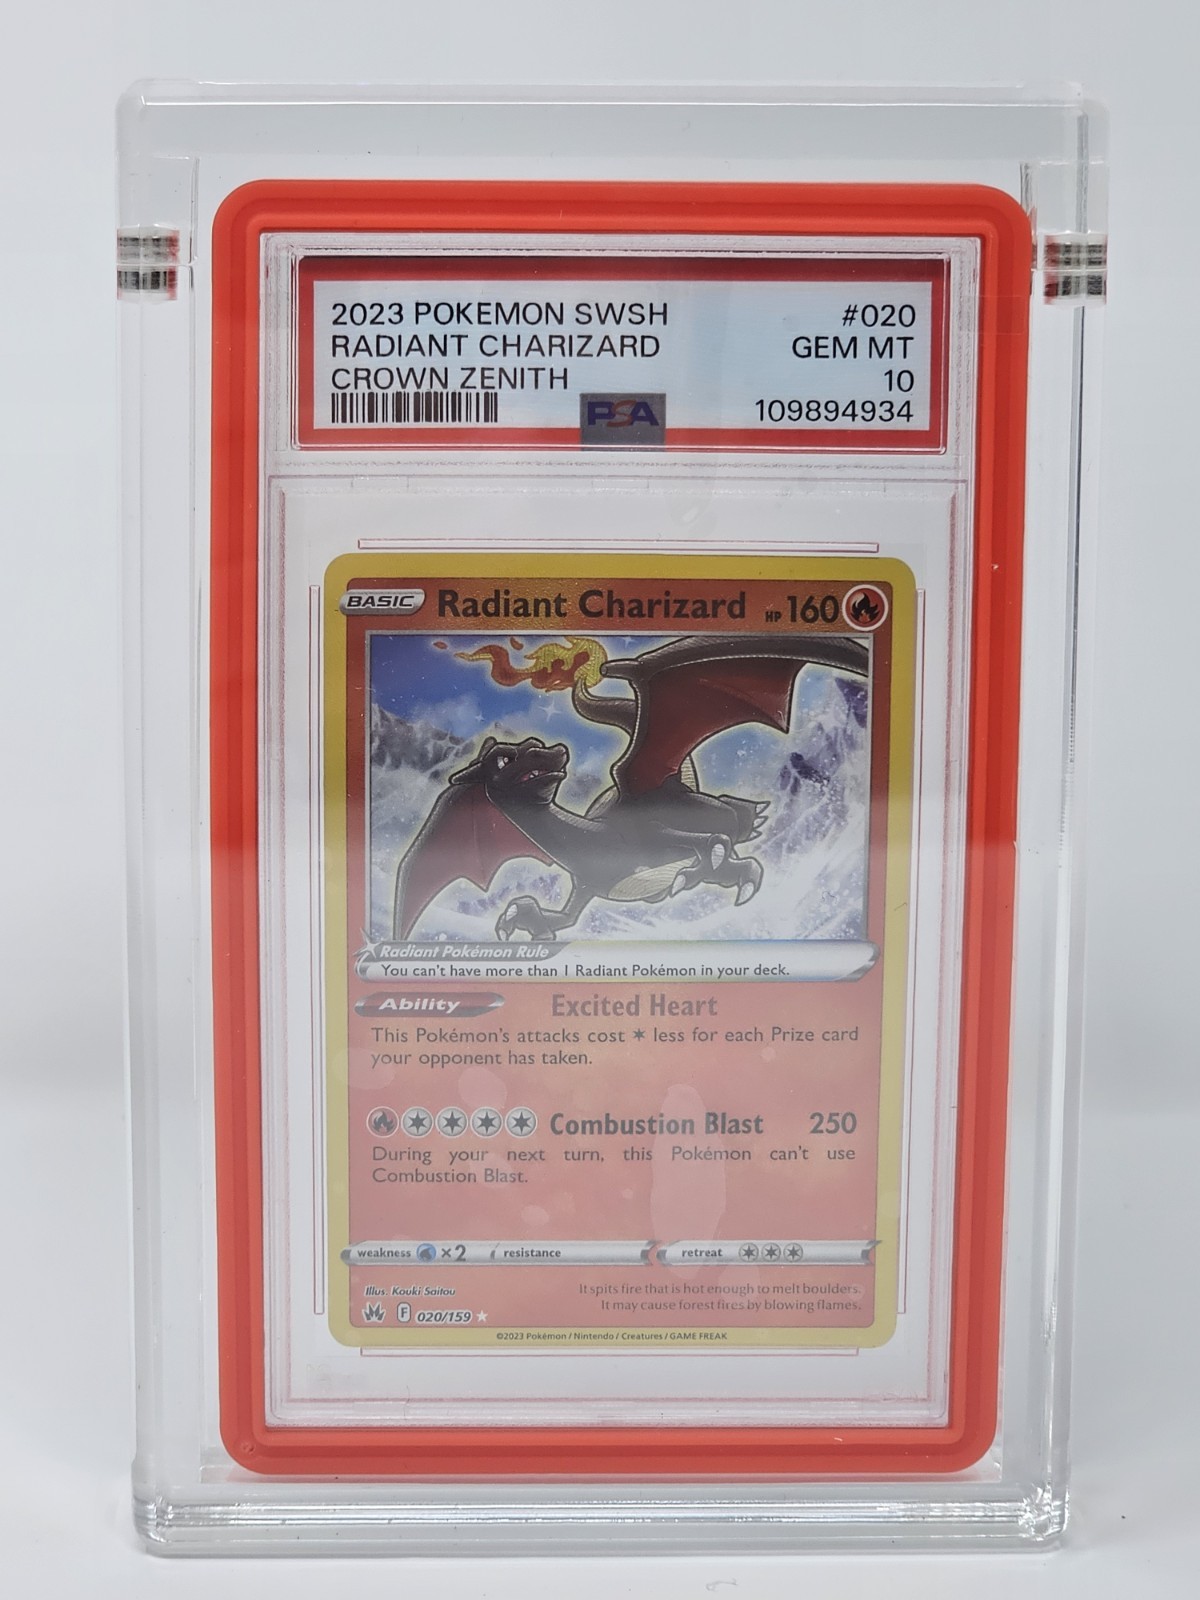 2023 POKEMON SWSH #020
RADIANT CHARIZARD GEM MT
CROWN ZENITH 10
PSA 109894934
BASIC Radiant Charizard HP 160
Radiant Pokémon Rule
You can't have more than 1 Radiant Pokémon in your deck.
Ability Excited Heart
This Pokémon's attacks cost less for each Prize card
your opponent has taken.
Combustion Blast 250
During your next turn, this Pokémon can't use
Combustion Blast.
weakness ×2 resistance retreat
Illus. Kouki Saitou
It spits fire that is hot enough to melt boulders.
It may cause forest fires by blowing flames.
F 020/159
©2023 Pokémon / Nintendo / Creatures / GAME FREAK